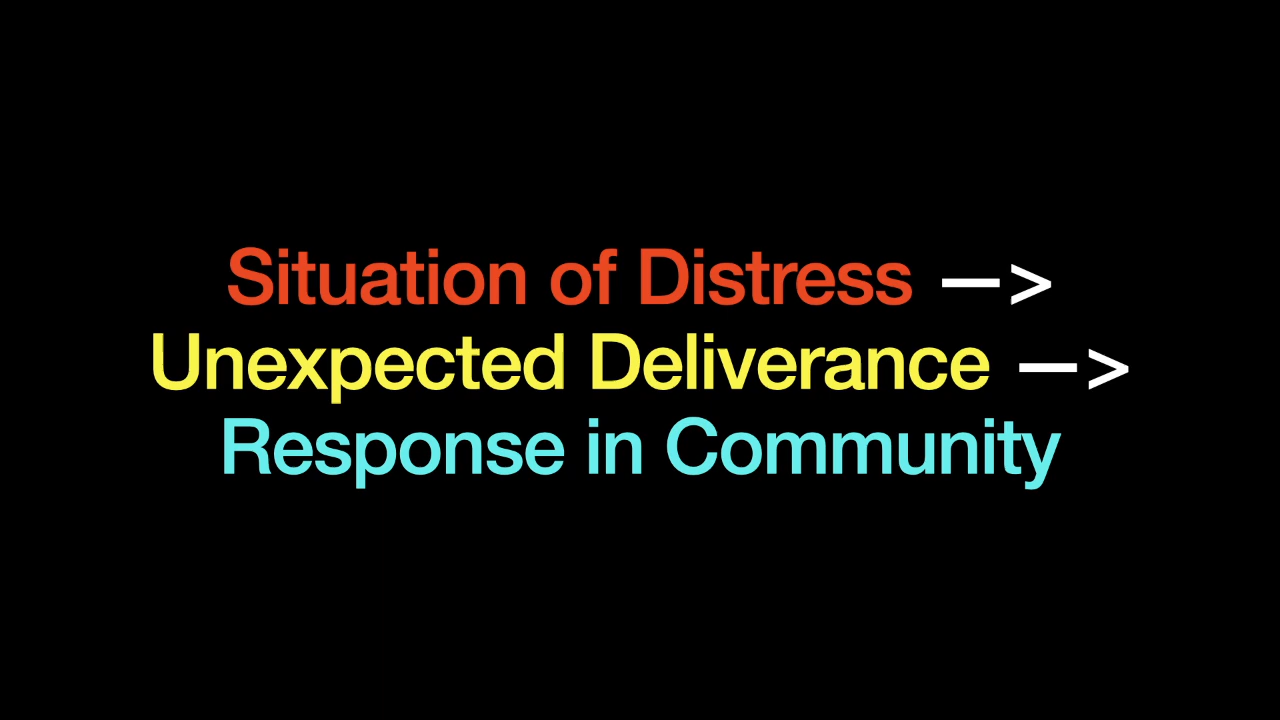 Situation of Distress —>
Unexpected Deliverance —>
Response in Community